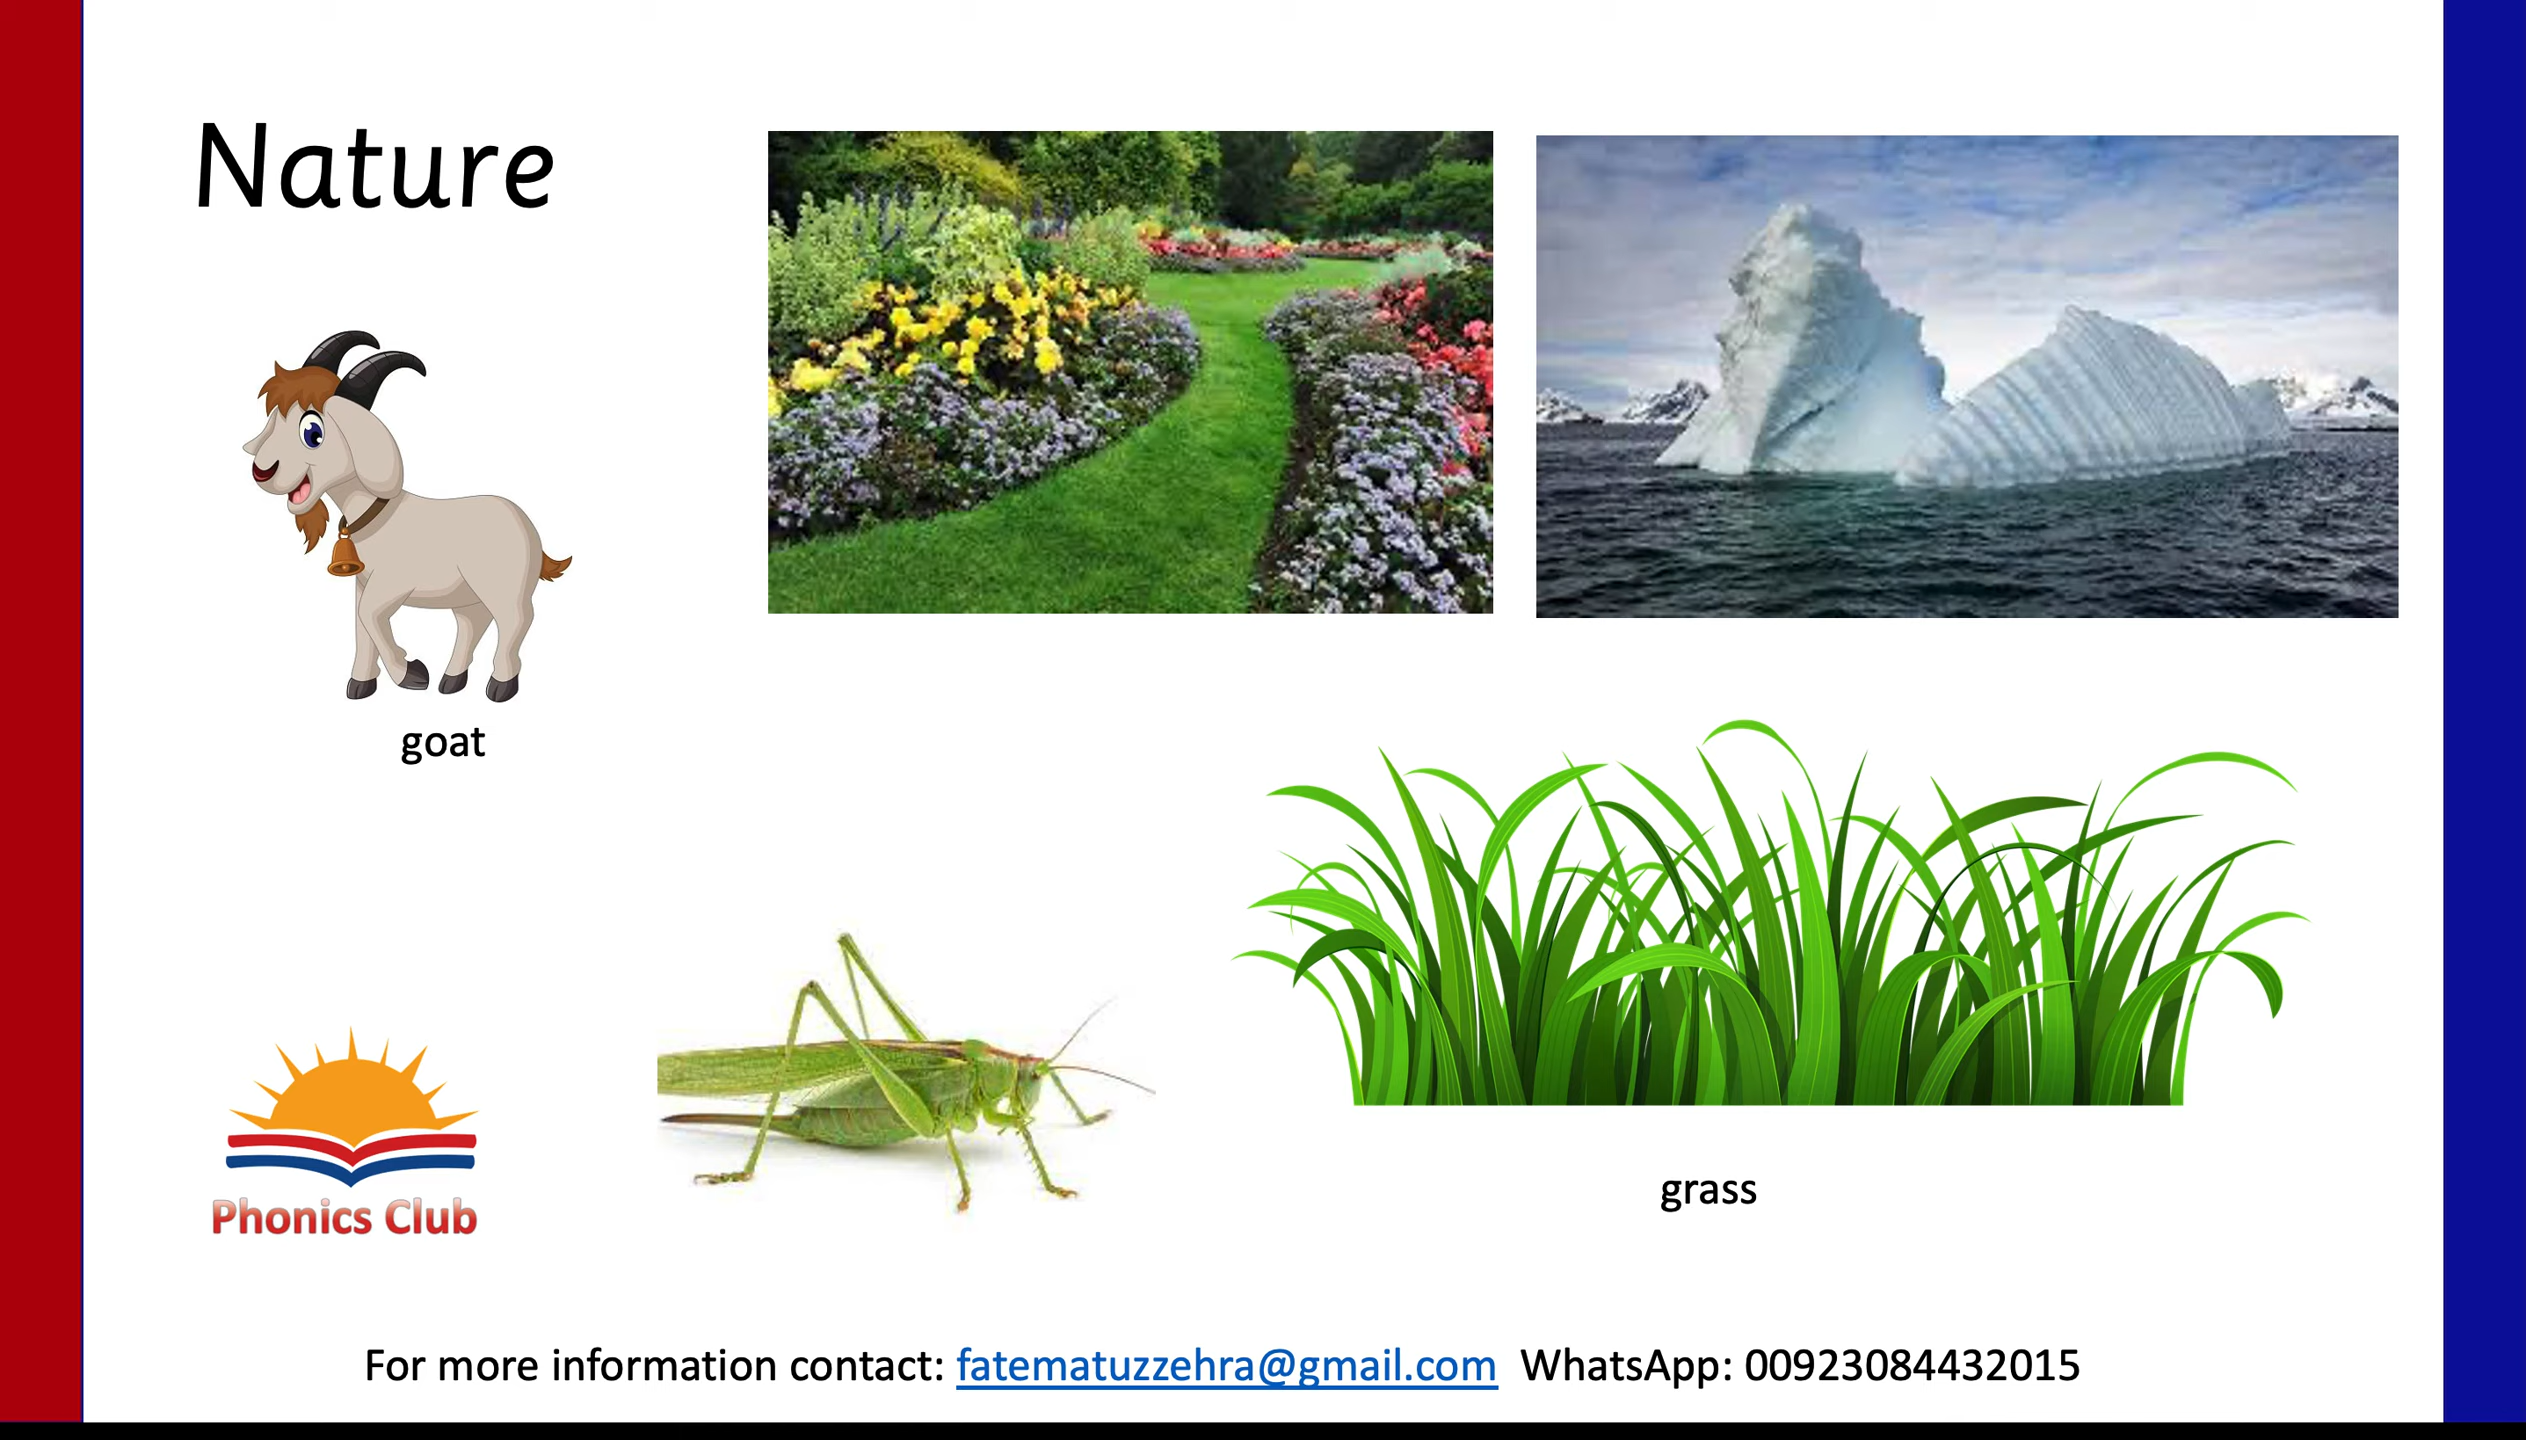 Nature
goat
grass
Phonics Club
For more information contact: fatematuzzehra@gmail.com WhatsApp: 00923084432015